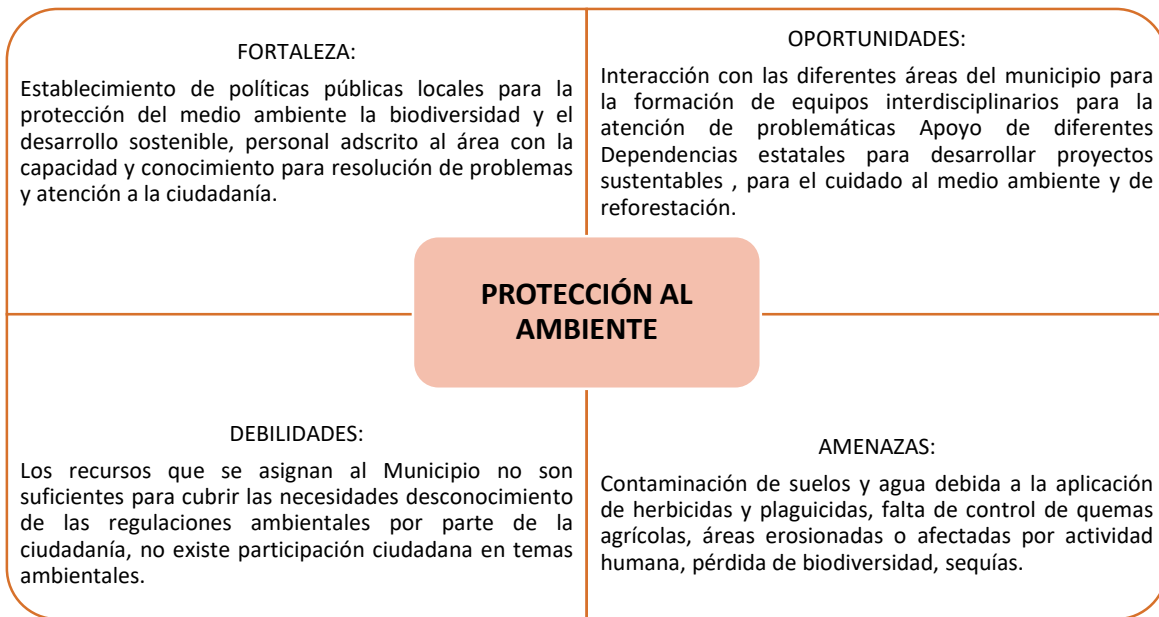 FORTALEZA:
Establecimiento de políticas públicas locales para la
protección del medio ambiente la biodiversidad y el
desarrollo sostenible, personal adscrito al área con la
capacidad y conocimiento para resolución de problemas
y atención a la ciudadanía.
OPORTUNIDADES:
Interacción con las diferentes áreas del municipio para
la formación de equipos interdisciplinarios para la
atención de problemáticas Apoyo de diferentes
Dependencias estatales para desarrollar proyectos
sustentables , para el cuidado al medio ambiente y de
reforestación.
PROTECCIÓN AL
AMBIENTE
DEBILIDADES:
Los recursos que se asignan al Municipio no son
suficientes para cubrir las necesidades desconocimiento
de las regulaciones ambientales por parte de la
ciudadanía, no existe participación ciudadana en temas
ambientales.
AMENAZAS:
Contaminación de suelos y agua debida a la aplicación
de herbicidas y plaguicidas, falta de control de quemas
agrícolas, áreas erosionadas o afectadas por actividad
humana, pérdida de biodiversidad, sequías.